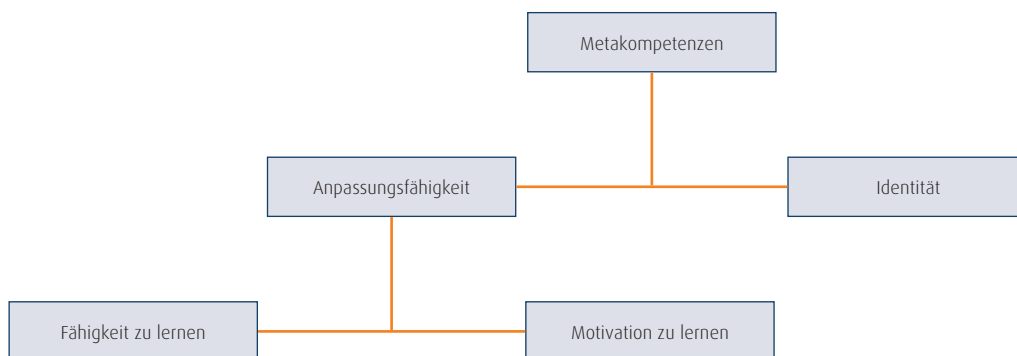 Metakompetenzen
Anpassungsfähigkeit
Identität
Fähigkeit zu lernen
Motivation zu lernen